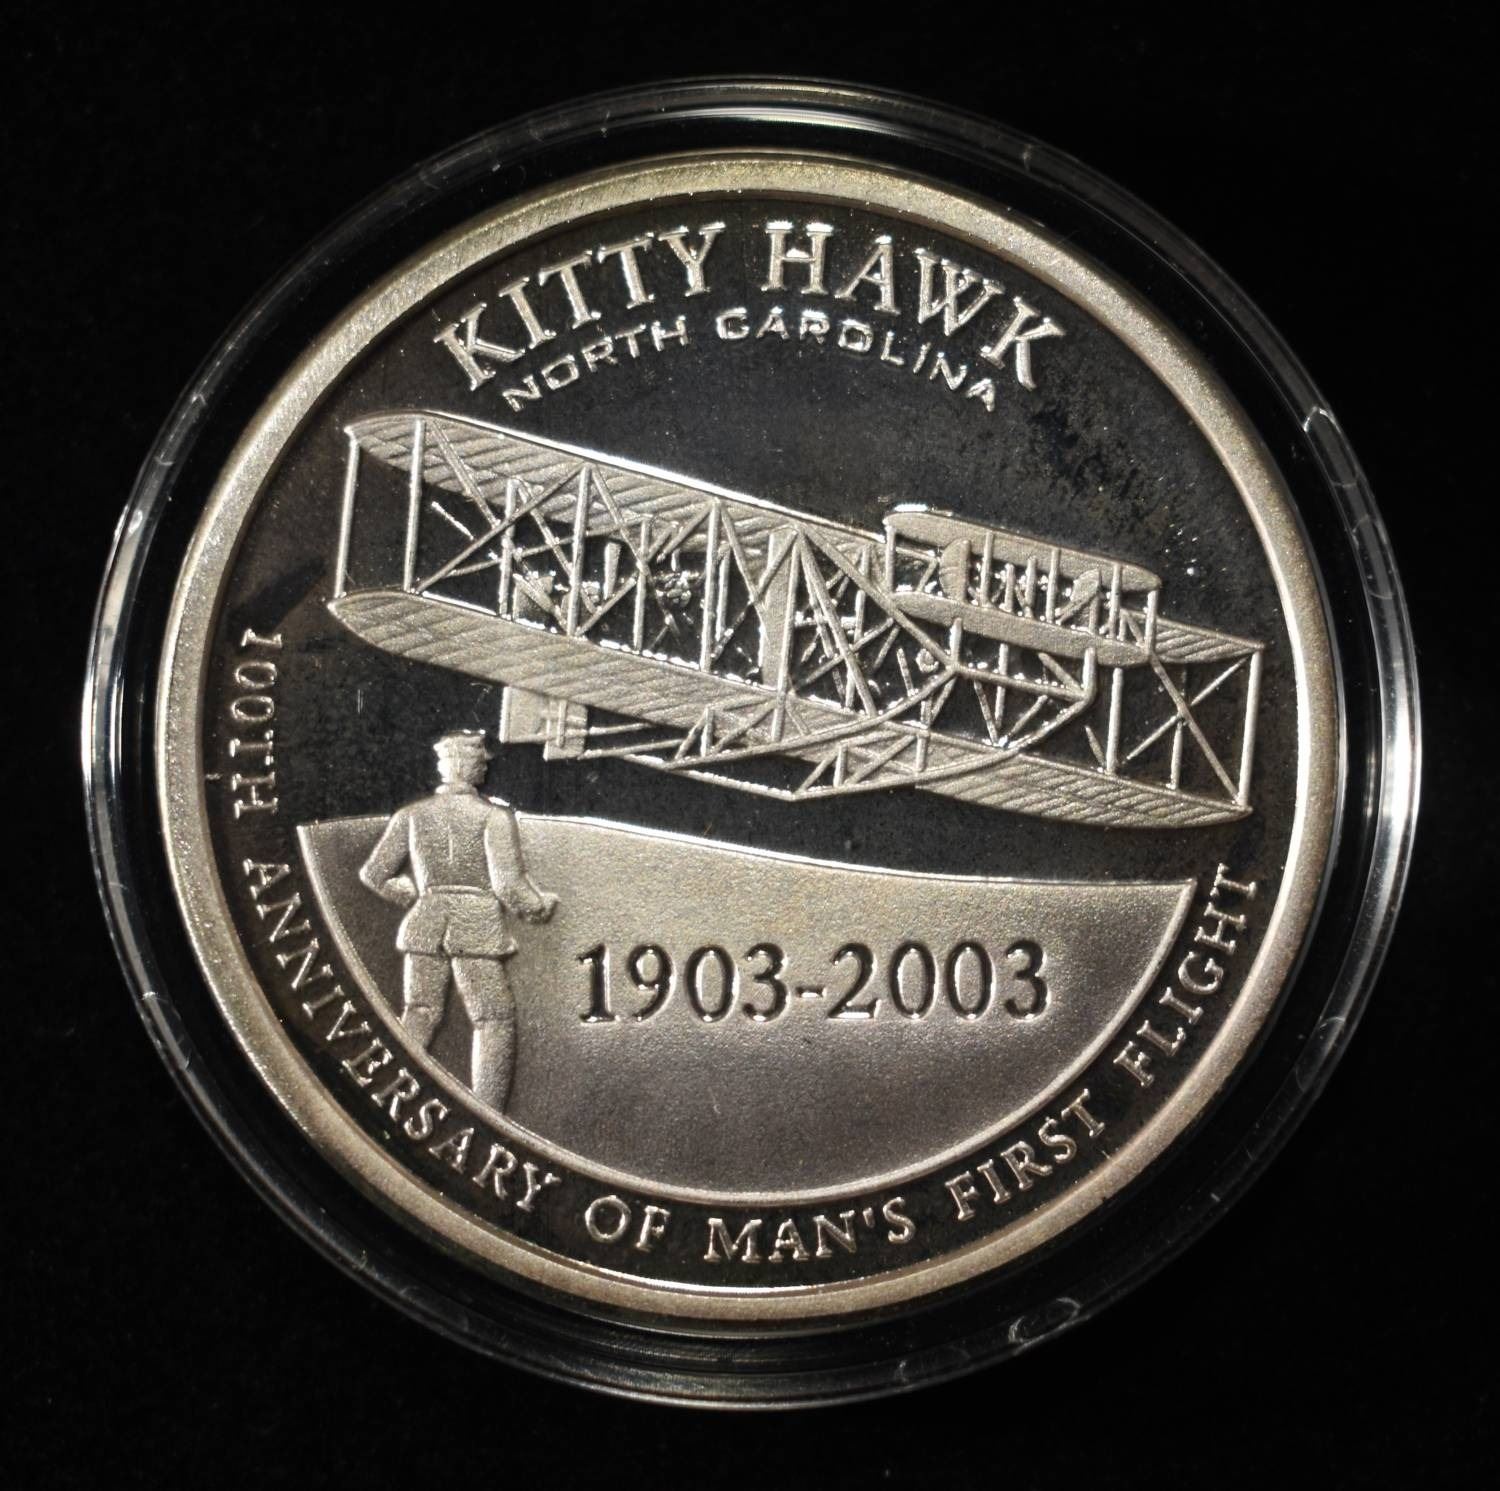 KITTY HAWK
NORTH CAROLINA
1903-2003
100TH ANNIVERSARY OF MAN'S FIRST FLIGHT